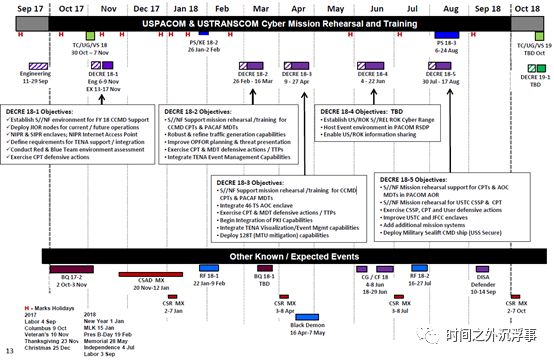 USPACOM & USTRANSCOM Cyber Mission Rehearsal and Training
Sep 17
Oct 17
Nov
Dec 17
Jan 18
Feb
Mar
Apr
May
Jun 18
Jul
Aug
Sep 18
Oct 18
H H H H H H H H H H
TC/UG/VS 18
30 Oct – 7 Nov
PS/KE 18-2
26 Jan-2 Feb
PS 18-3
6-24 Aug
TC/UG/VS 19
TBD Oct
Engineering
11-29 Sep
DECRE 18-1
Eng 6-9 Nov
EX 13-17 Nov
DECRE 18-2
26 Feb - 16 Mar
DECRE 18-3
9 - 27 Apr
DECRE 18-4
4 – 22 Jun
DECRE 18-5
30 Jul – 17 Aug
DECRE 19-1
TBD
DECRE 18-1 Objectives:
Establish S//NF environment for FY 18 CCMD Support
Deploy JIOR nodes for current / future operations
NIPR & SIPR enclaves; NIPR Internet Access Point
Define requirements for TENA support / integration
Conduct Red & Blue Team environment assessment
Exercise CPT defensive actions
DECRE 18-2 Objectives:
S//NF Support mission rehearsal /training for
CCMD CPTs & PACAF MDTs
Robust & refine traffic generation capabilities
Improve OPFOR planning & threat presentation
Exercise CPT & MDT defensive actions / TTPs
Integrate TENA Event Management Capabilities
DECRE 18-4 Objectives: TBD
Establish US/ROK S//REL ROK Cyber Range
Host Event environment in PACOM RSDP
Enable US/ROK information sharing
DECRE 18-3 Objectives:
S//NF Support mission rehearsal /training for CCMD
CPTs & PACAF MDTs
Integrate 46 TS AOC enclave
Exercise CPT & MDT defensive actions / TTPs
Begin Integration of PKI Capabilities
Integrate TENA Visualization/Event Mgmt capabilities
Deploy 128T (MTU mitigation) capabilities
DECRE 18-5 Objectives:
S//NF Mission rehearsal support for CPTs & AOC
MDTs in PACOM AOR
S//NF Mission rehearsal for USTC CSSP & CPT
Exercise CSSP, CPT and User defensive actions
Improve USTC and JFCC enclaves
Add additional mission systems
Deploy Military Sealift CMD ship (USS Secure)
Other Known / Expected Events
BQ 17-2
2 Oct-3 Nov
CSAD MX
20 Nov-12 Jan
RF 18-1
22 Jan-9 Feb
BQ 18-1
TBD
CG / CF 18
4-8 Jun
18-29 Jun
RF 18-2
16-27 Jul
DISA
Defender
10-14 Sep
CSR MX
2-7 Jan
CSR MX
3-8 Apr
CSR MX
3-8 Jul
CSR MX
2-7 Oct
Black Demon
16 Apr-7 May
H - Marks Holidays
2017
Labor 4 Sep
Columbus 9 Oct
Veteran's 10 Nov
Thanksgiving 23 Nov
Christmas 25 Dec
2018
New Year 1 Jan
MLK 15 Jan
Pres B-Day 19 Feb
Memorial 28 May
Independence 4 Jul
Labor 3 Sep
13
时间之外沉浮事